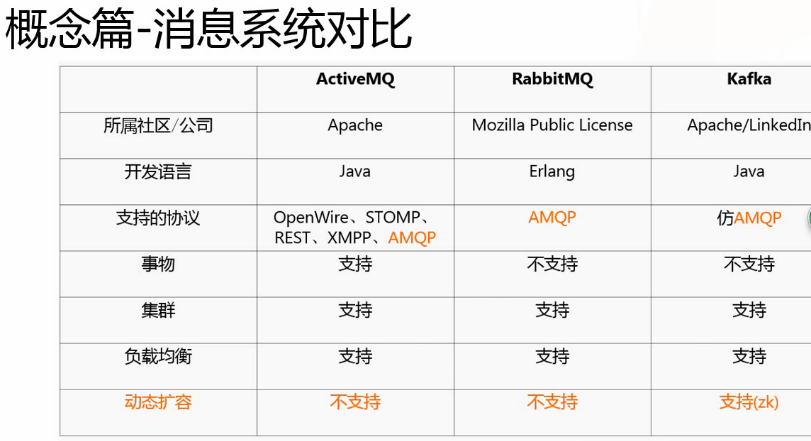 概念篇-消息系统对比
ActiveMQ RabbitMQ Kafka
所属社区/公司 Apache Mozilla Public License Apache/LinkedIn
开发语言 Java Erlang Java
支持的协议 OpenWire、STOMP、 AMQP 仿AMQP
REST、XMPP、AMQP
事物 支持 不支持 不支持
集群 支持 支持 支持
负载均衡 支持 支持 支持
动态扩容 不支持 不支持 支持(zk)